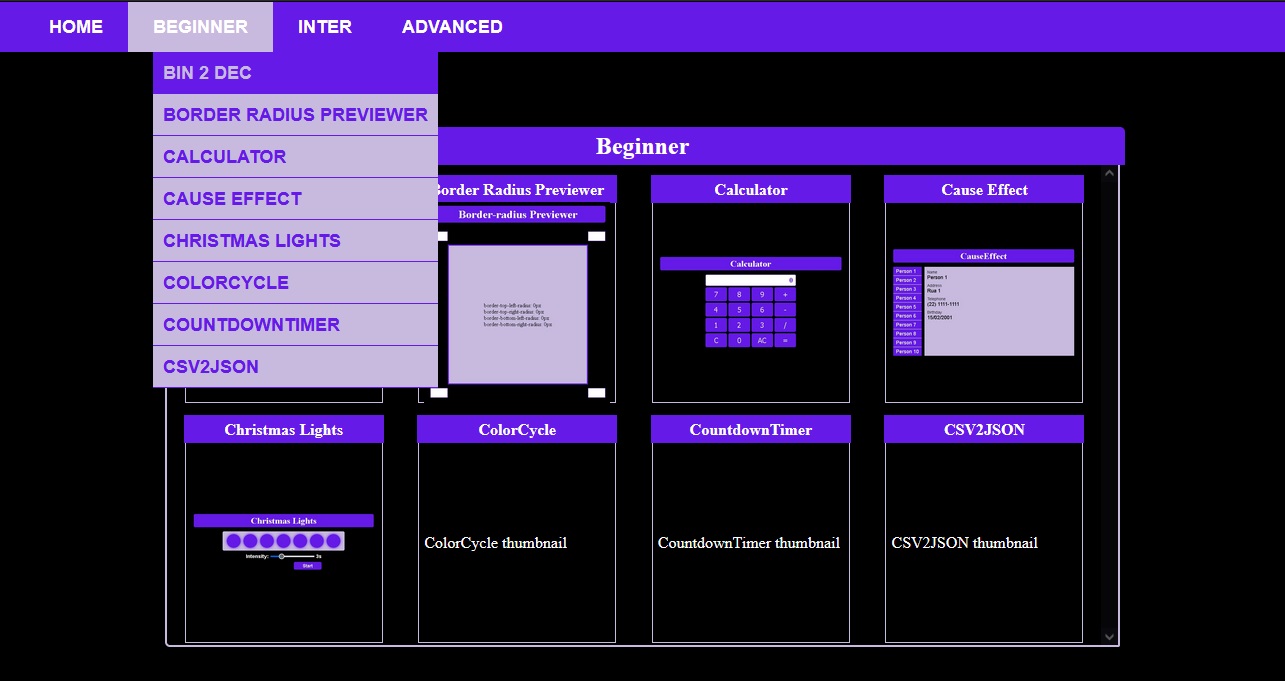 HOME BEGINNER INTER ADVANCED
BIN 2 DEC
BORDER RADIUS PREVIEWER
CALCULATOR
CAUSE EFFECT
CHRISTMAS LIGHTS
COLORCYCLE
COUNTDOWNTIMER
CSV2JSON
Beginner
Border Radius Previewer
Border-radius Previewer
border-top-left-radius: 0px
border-top-right-radius: 0px
border-bottom-left-radius: 0px
border-bottom-right-radius: 0px
Calculator
Calculator
0
7 8 9 +
4 5 6 -
1 2 3 /
C 0 AC =
Cause Effect
CauseEffect
Person 1
Person 2
Person 3
Person 4
Person 5
Person 6
Person 7
Person 8
Person 9
Person 10
Name
Person 1
Address
Rua 1
Telephone
(22) 1111-1111
Birthday
15/02/2001
Christmas Lights
Christmas Lights
Intensity: 3s
Start
ColorCycle
ColorCycle thumbnail
CountdownTimer
CountdownTimer thumbnail
CSV2JSON
CSV2JSON thumbnail